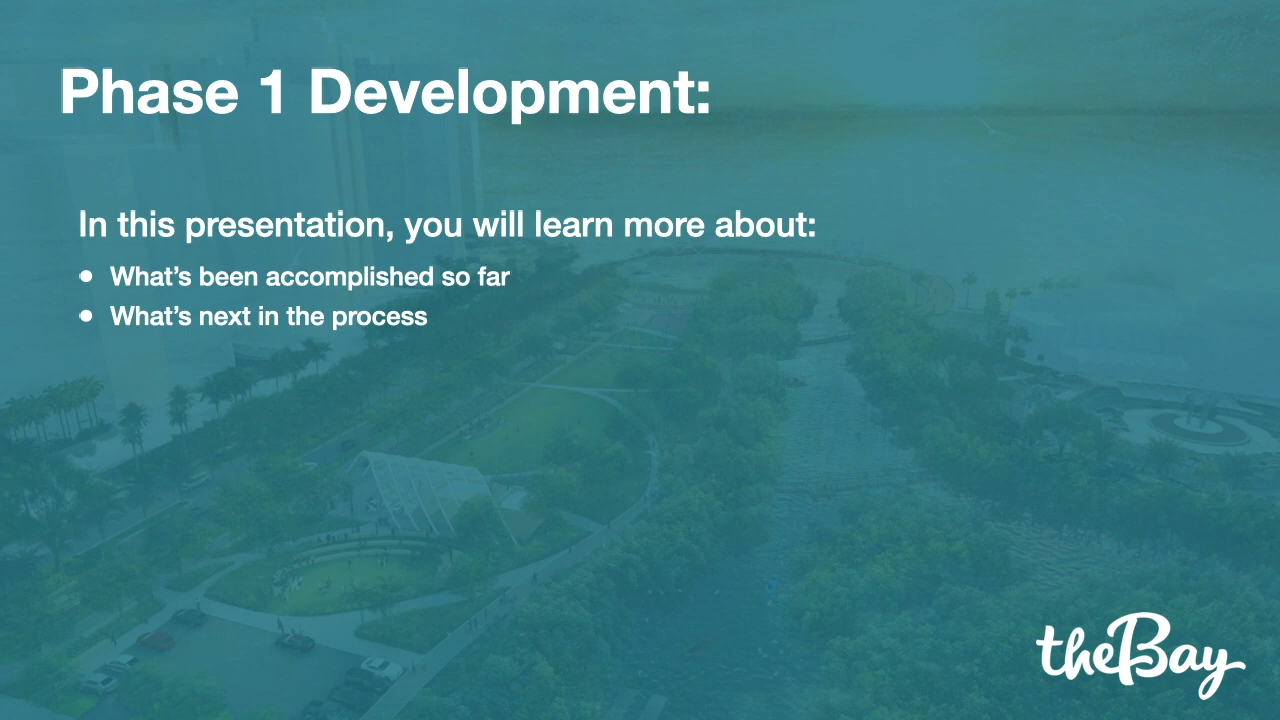 Phase 1 Development:
In this presentation, you will learn more about:
● What’s been accomplished so far
● What’s next in the process
theBay